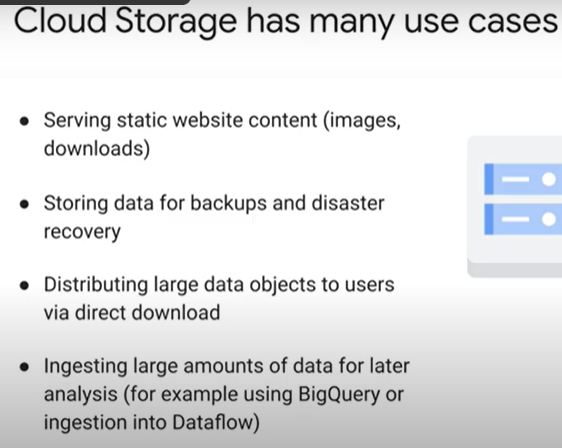 Cloud Storage has many use cases
• Serving static website content (images,
downloads)
• Storing data for backups and disaster
recovery
• Distributing large data objects to users
via direct download
• Ingesting large amounts of data for later
analysis (for example using BigQuery or
ingestion into Dataflow)